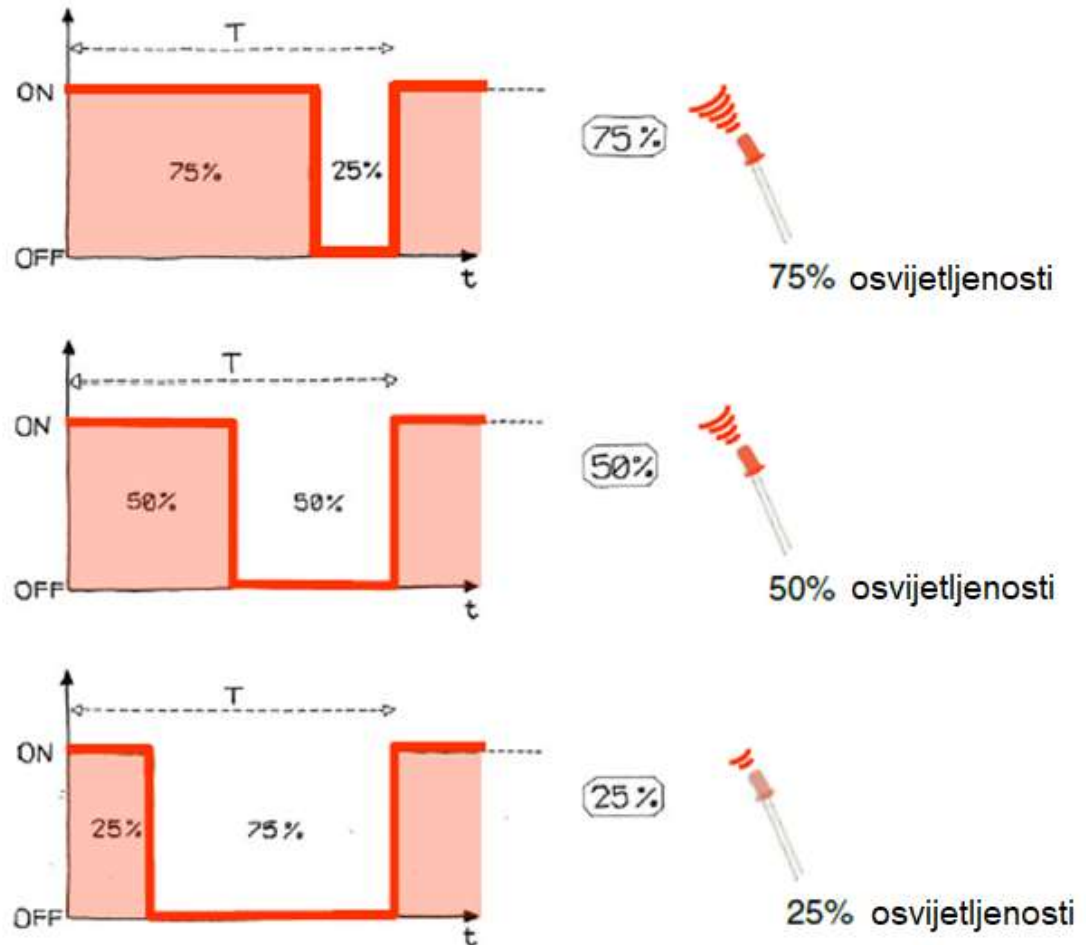 T
ON
75%
25%
OFF
t
75%
75% osvijetljenosti
T
ON
50%
50%
OFF
t
50%
50% osvijetljenosti
T
ON
25%
75%
OFF
t
25%
25% osvijetljenosti